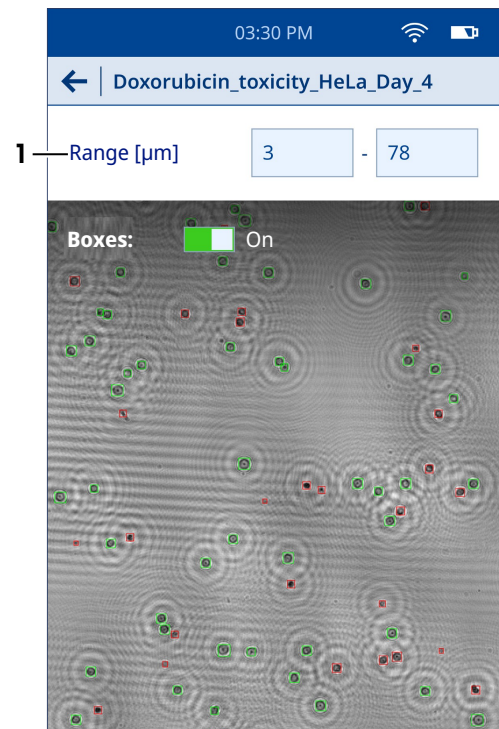 03:30 PM
Doxorubicin_toxicity_HeLa_Day_4
1 Range [µm] 3 - 78
Boxes: On